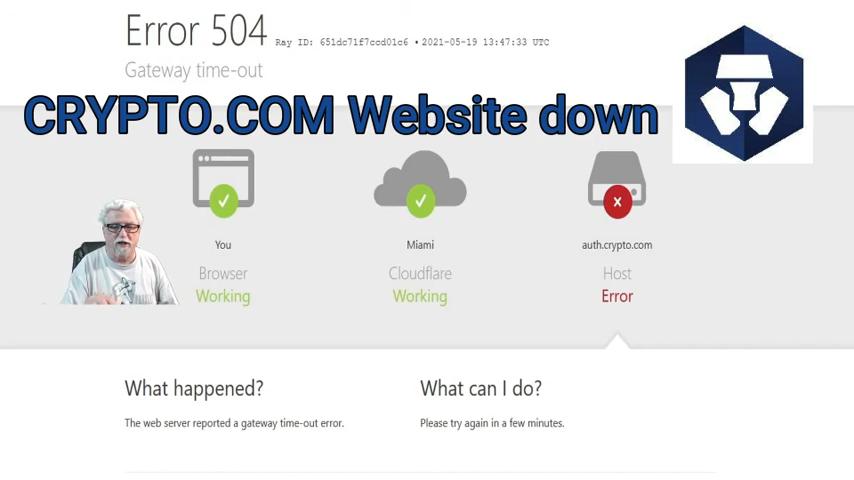 Error 504 Ray ID: 651dc71f7ccd01c6 • 2021-05-19 13:47:33 UTC
Gateway time-out
CRYPTO.COM Website down
You
Miami
auth.crypto.com
Browser
Cloudflare
Host
Working
Working
Error
What happened?
What can I do?
The web server reported a gateway time-out error.
Please try again in a few minutes.